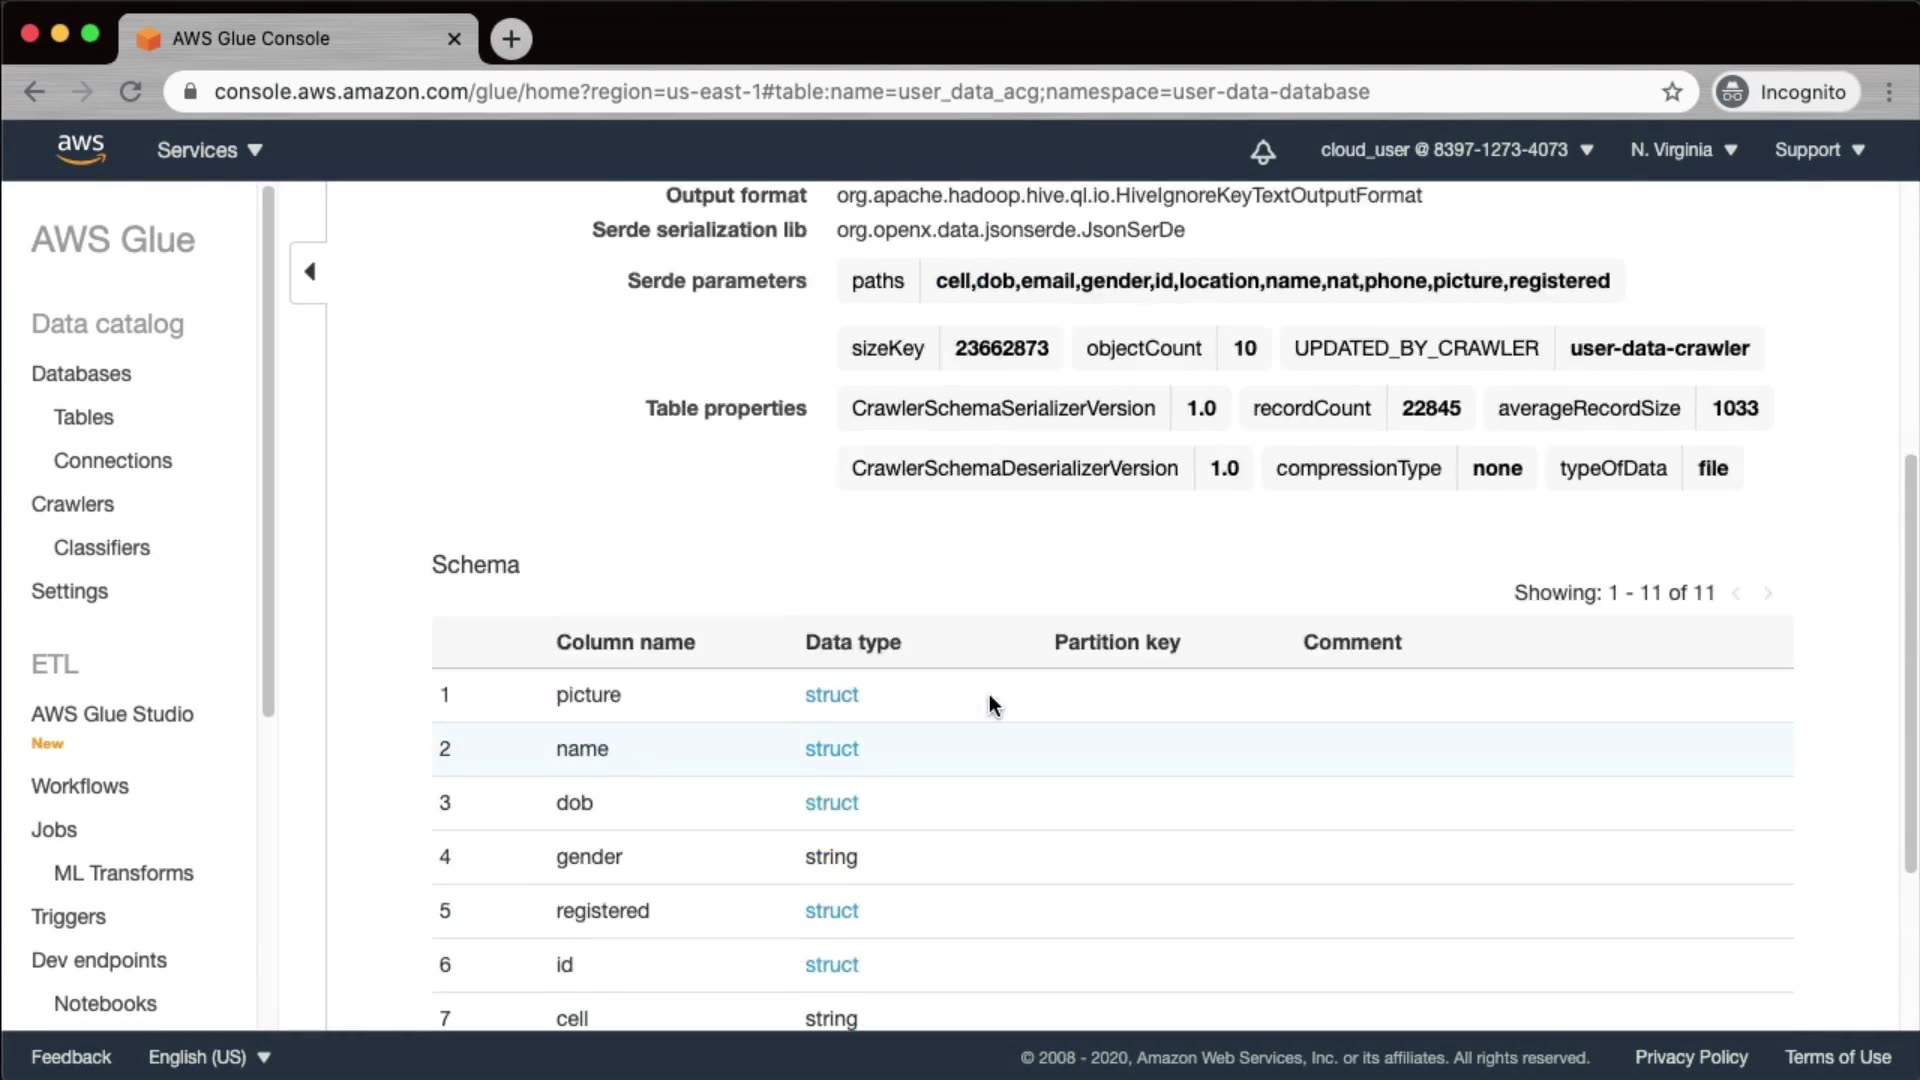 AWS Glue Console
console.aws.amazon.com/glue/home?region=us-east-1#table:name=user_data_acg;namespace=user-data-database
Incognito
aws
Services
cloud_user @ 8397-1273-4073
N. Virginia
Support
AWS Glue
Data catalog
Databases
Tables
Connections
Crawlers
Classifiers
Settings
ETL
AWS Glue Studio
New
Workflows
Jobs
ML Transforms
Triggers
Dev endpoints
Notebooks
Output format org.apache.hadoop.hive.ql.io.HiveIgnoreKeyTextOutputFormat
Serde serialization lib org.openx.data.jsonserde.JsonSerDe
Serde parameters paths cell,dob,email,gender,id,location,name,nat,phone,picture,registered
sizeKey 23662873 objectCount 10 UPDATED_BY_CRAWLER user-data-crawler
Table properties CrawlerSchemaSerializerVersion 1.0 recordCount 22845 averageRecordSize 1033
CrawlerSchemaDeserializerVersion 1.0 compressionType none typeOfData file
Schema
Showing: 1 - 11 of 11
Column name Data type Partition key Comment
1 picture struct
2 name struct
3 dob struct
4 gender string
5 registered struct
6 id struct
7 cell string
Feedback English (US) © 2008 - 2020, Amazon Web Services, Inc. or its affiliates. All rights reserved. Privacy Policy Terms of Use